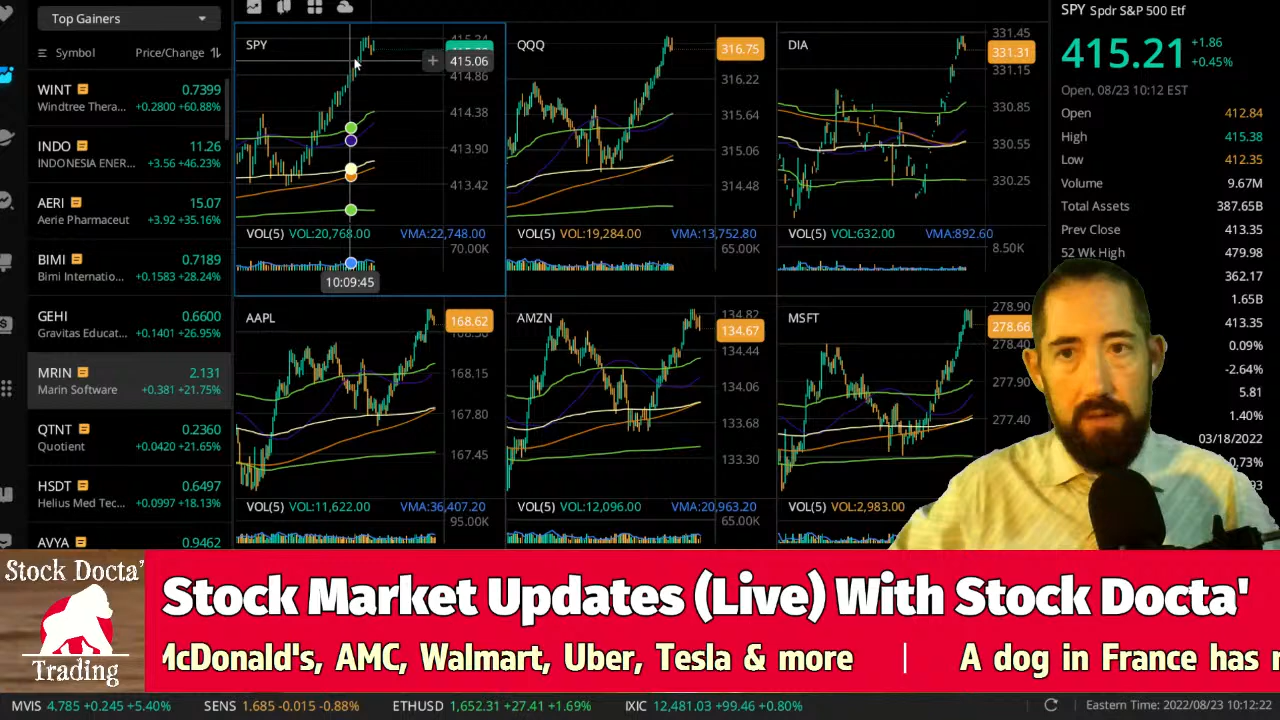 Top Gainers
Symbol Price/Change
WINT 0.7399
Windtree Thera... +0.2800 +60.88%
INDO 11.26
INDONESIA ENER... +3.56 +46.23%
AERI 15.07
Aerie Pharmaceut +3.92 +35.16%
BIMI 0.7189
Bimi Internatio... +0.1583 +28.24%
GEHI 0.6600
Gravitas Educat... +0.1401 +26.95%
MRIN 2.131
Marin Software +0.381 +21.75%
QTNT 0.2360
Quotient +0.0420 +21.65%
HSDT 0.6497
Helius Med Tec... +0.0997 +18.13%
AVYA 0.9462
SPY
415.06
414.86
414.38
413.90
413.42
VOL(5) VOL:20,768.00 VMA:22,748.00
70.00K
10:09:45
QQQ
316.75
316.22
315.64
315.06
314.48
VOL(5) VOL:19,284.00 VMA:13,752.80
65.00K
DIA
331.45
331.31
331.15
330.85
330.55
330.25
VOL(5) VOL:632.00 VMA:892.60
8.50K
AAPL
168.62
168.15
167.80
167.45
VOL(5) VOL:11,622.00 VMA:36,407.20
95.00K
AMZN
134.82
134.67
134.44
134.06
133.68
133.30
VOL(5) VOL:12,096.00 VMA:20,963.20
65.00K
MSFT
278.90
278.66
278.40
277.90
277.40
VOL(5) VOL:2,983.00
SPY Spdr S&P 500 Etf
415.21 +1.86
+0.45%
Open, 08/23 10:12 EST
Open 412.84
High 415.38
Low 412.35
Volume 9.67M
Total Assets 387.65B
Prev Close 413.35
52 Wk High 479.98
362.17
1.65B
413.35
0.09%
-2.64%
5.81
1.40%
03/18/2022
0.73%
Stock Docta'
Trading
Stock Market Updates (Live) With Stock Docta'
McDonald's, AMC, Walmart, Uber, Tesla & more | A dog in France has
MVIS 4.785 +0.245 +5.40% SENS 1.685 -0.015 -0.88% ETHUSD 1,652.31 +27.41 +1.69% IXIC 12,481.03 +99.46 +0.80% Eastern Time: 2022/08/23 10:12:22